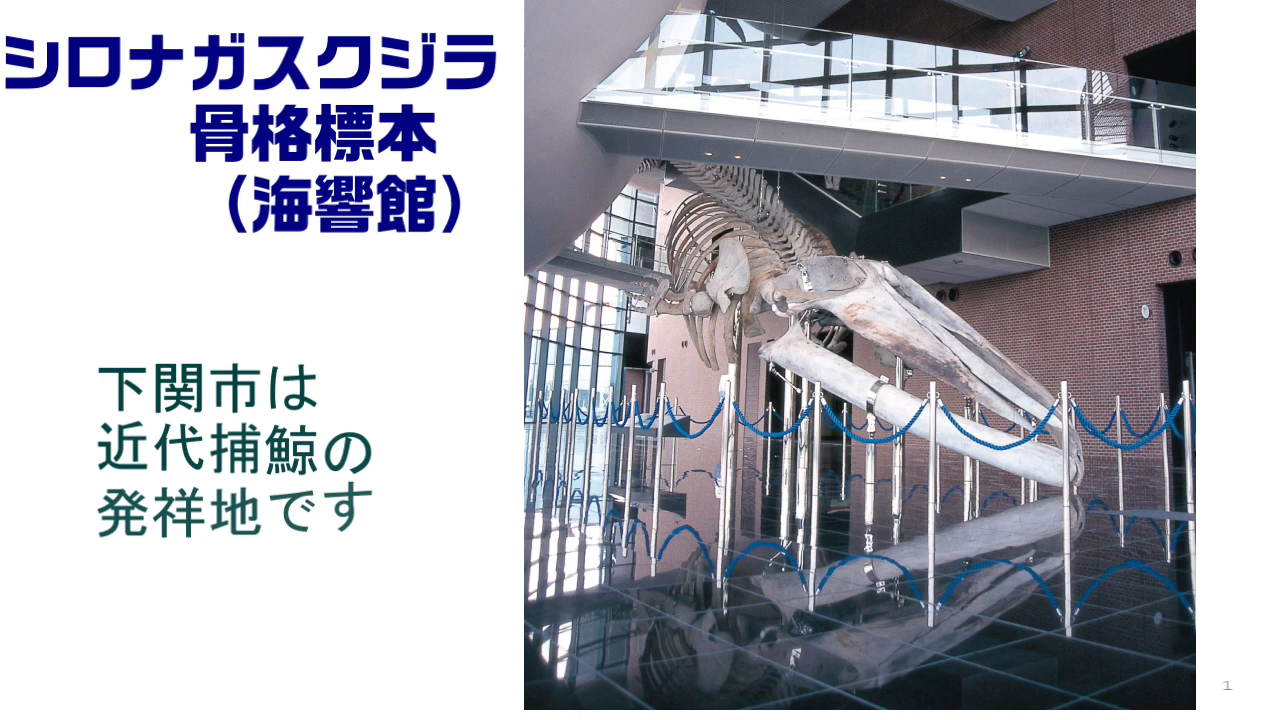 シロナガスクジラ
骨格標本
（海響館）
下関市は
近代捕鯨の
発祥地です
1